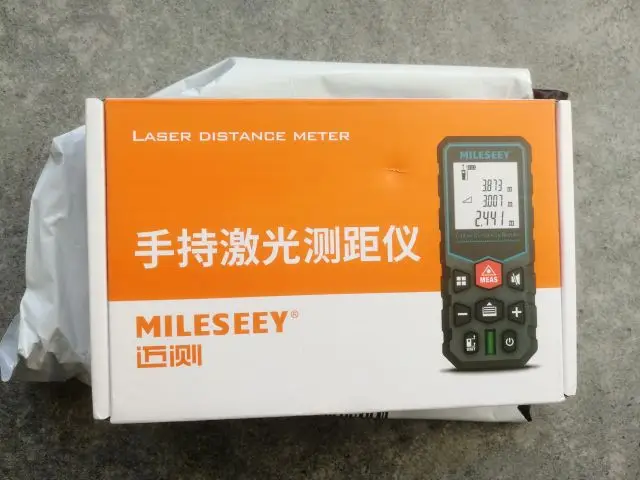 LASER DISTANCE METER
手持激光测距仪
MILESEEY®
迈测
MILESEEY
3.873 m
3.007 m
2.441 m
MEAS
UNIT